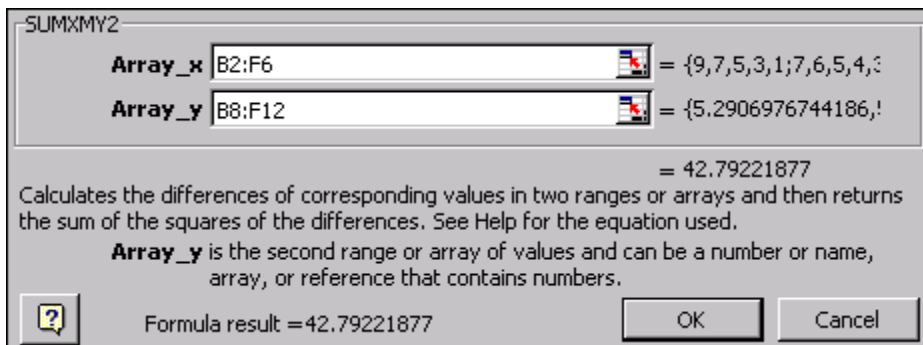 SUMXMY2
Array_x B2:F6 = {9,7,5,3,1;7,6,5,4,3
Array_y B8:F12 = {5.2906976744186,5
= 42.79221877
Calculates the differences of corresponding values in two ranges or arrays and then returns
the sum of the squares of the differences. See Help for the equation used.
Array_y is the second range or array of values and can be a number or name,
array, or reference that contains numbers.
? Formula result =42.79221877 OK Cancel